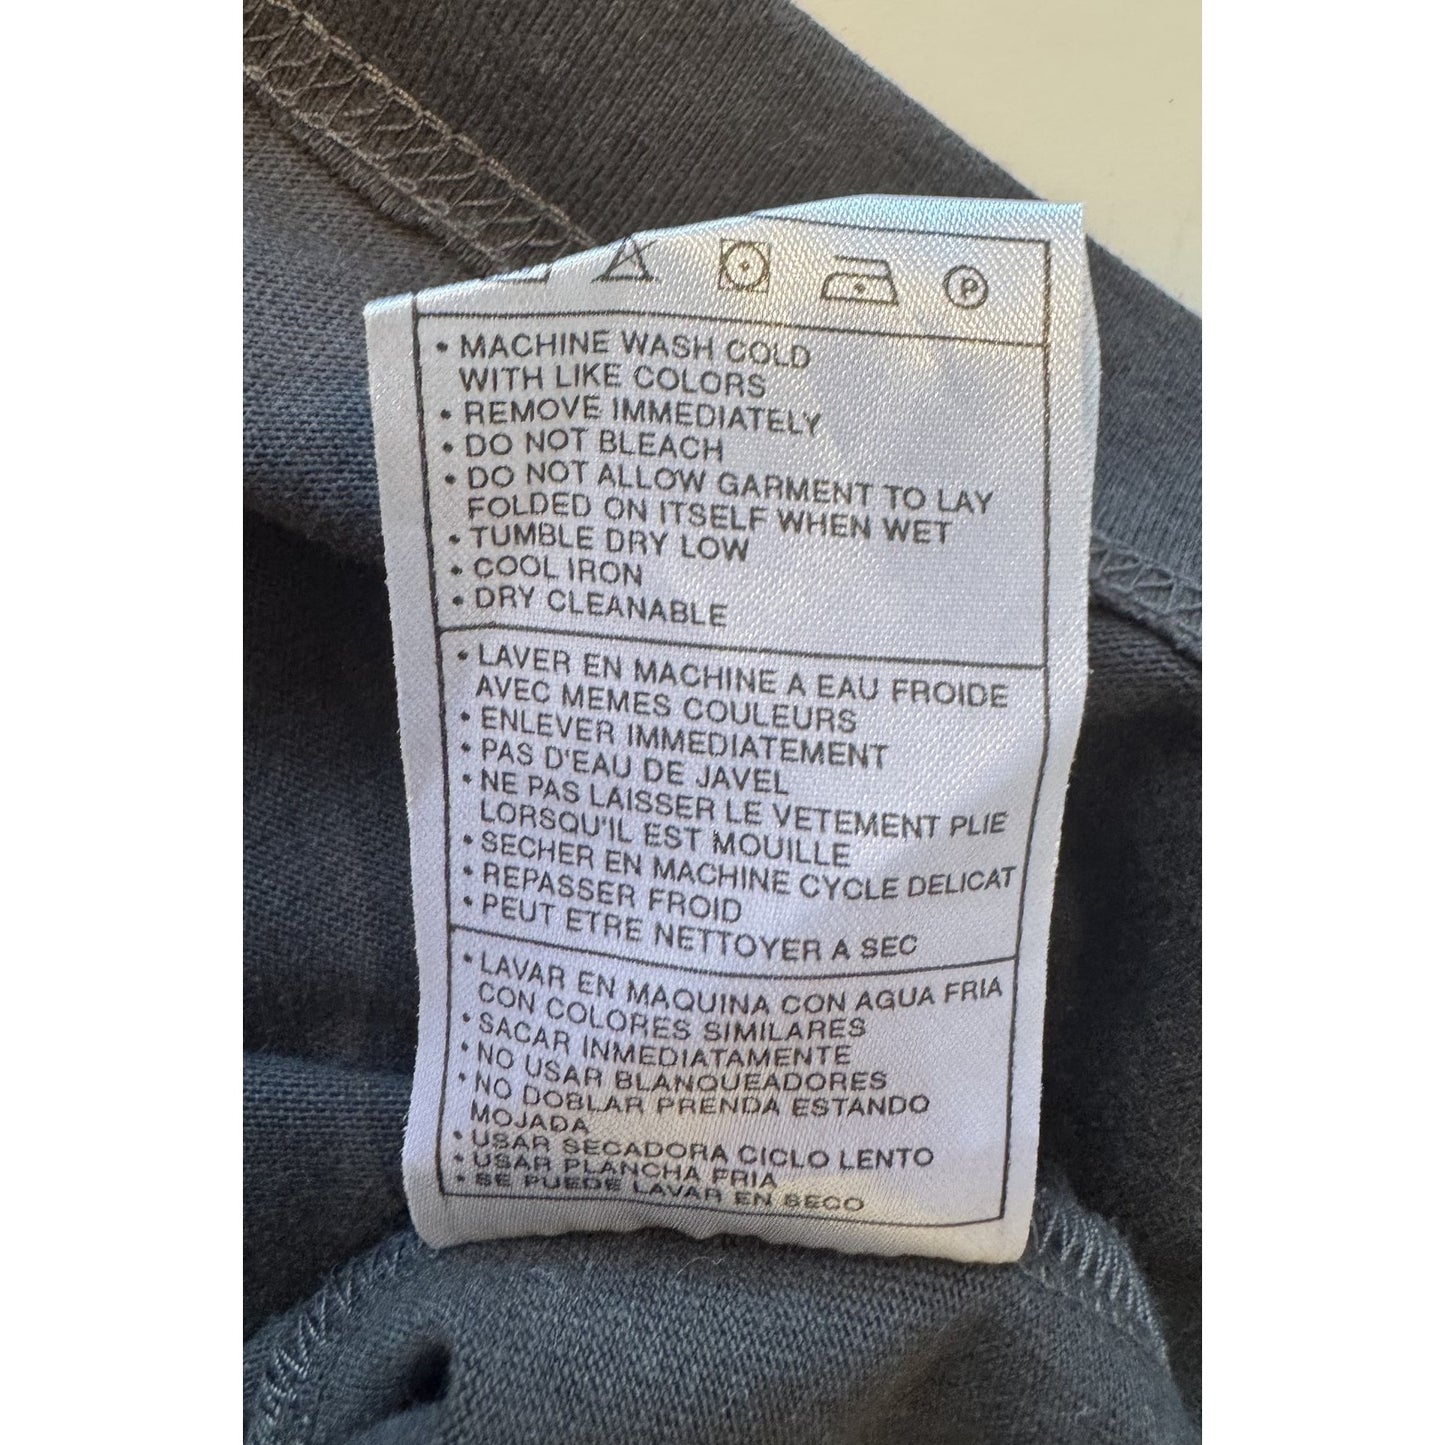 P
• MACHINE WASH COLD
WITH LIKE COLORS
• REMOVE IMMEDIATELY
• DO NOT BLEACH
• DO NOT ALLOW GARMENT TO LAY
FOLDED ON ITSELF WHEN WET
• TUMBLE DRY LOW
• COOL IRON
• DRY CLEANABLE
• LAVER EN MACHINE A EAU FROIDE
AVEC MEMES COULEURS
• ENLEVER IMMEDIATEMENT
• PAS D'EAU DE JAVEL
• NE PAS LAISSER LE VETEMENT PLIE
LORSQU'IL EST MOUILLE
• SECHER EN MACHINE CYCLE DELICAT
• REPASSER FROID
• PEUT ETRE NETTOYER A SEC
• LAVAR EN MAQUINA CON AGUA FRIA
CON COLORES SIMILARES
• SACAR INMEDIATAMENTE
• NO USAR BLANQUEADORES
• NO DOBLAR PRENDA ESTANDO
MOJADA
• USAR SECADORA CICLO LENTO
• USAR PLANCHA FRIA
• SE PUEDE LAVAR EN SECO